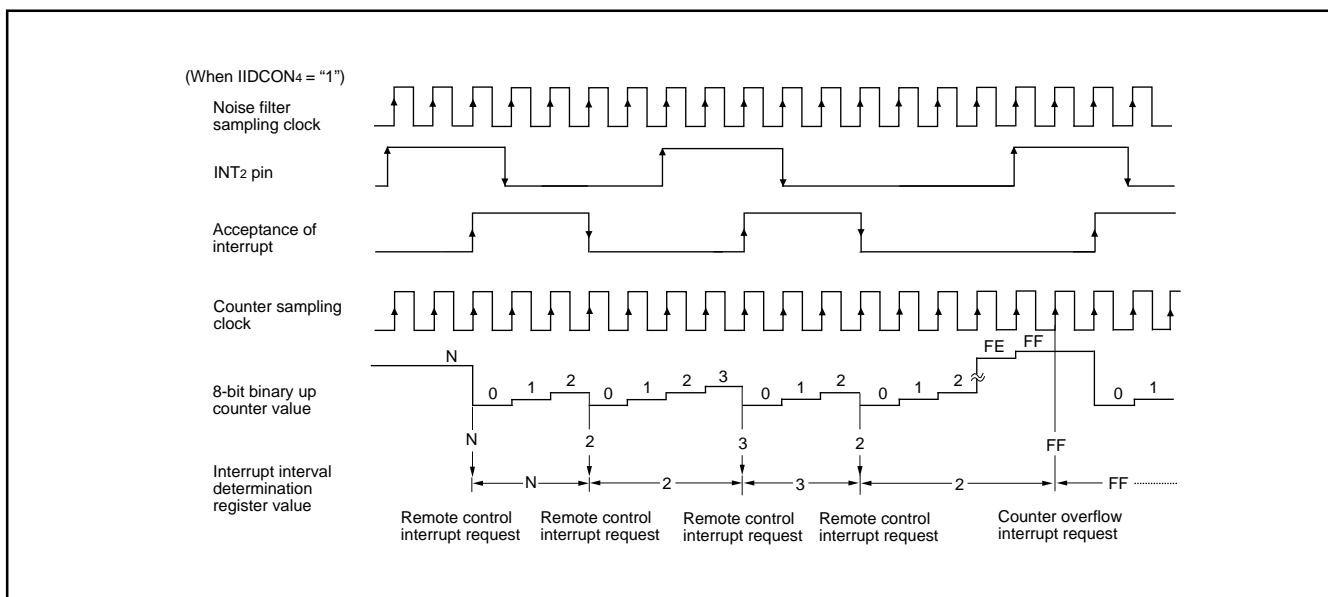 (When IIDCON4 = “1”)
Noise filter
sampling clock
INT2 pin
Acceptance of
interrupt
Counter sampling
clock
N
FE
FF
8-bit binary up
counter value
0 1 2 0 1 2 3 0 1 2 0 1 2 0 1
N 2 3 2 FF
Interrupt interval
determination
register value
N 2 3 2 FF
Remote control
interrupt request
Remote control
interrupt request
Remote control
interrupt request
Remote control
interrupt request
Counter overflow
interrupt request